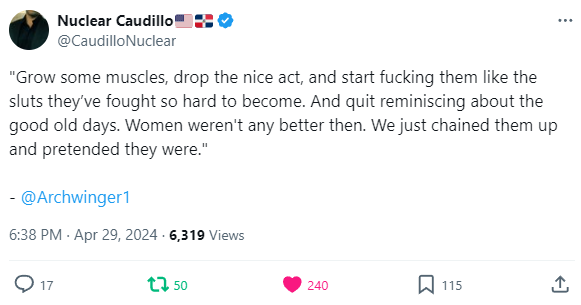 Nuclear Caudillo🇺🇸🇩🇴
@CaudilloNuclear
"Grow some muscles, drop the nice act, and start fucking them like the
sluts they’ve fought so hard to become. And quit reminiscing about the
good old days. Women weren't any better then. We just chained them up
and pretended they were."
- @Archwinger1
6:38 PM · Apr 29, 2024 · 6,319 Views
17 50 240 115